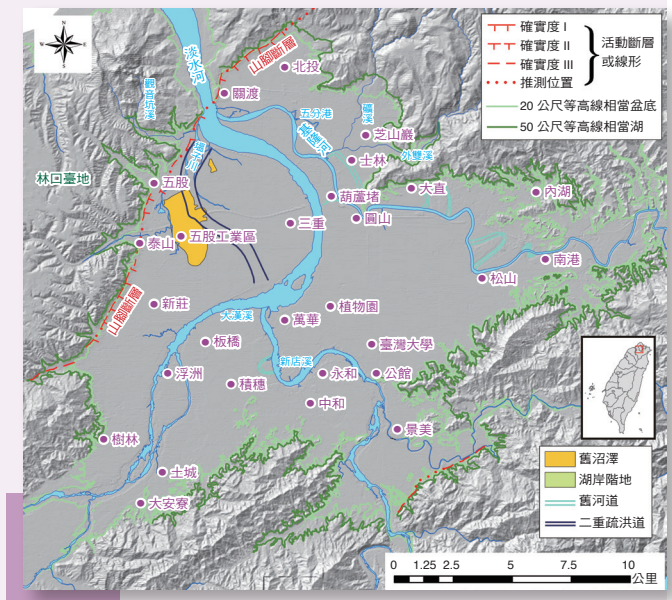 N
W
E
S
確實度 I
確實度 II
確實度 III
推測位置
活動斷層
或線形
20 公尺等高線相當盆底
50 公尺等高線相當湖
淡水河
山腳斷層
北投
觀音坑溪
關渡
五分港
基隆河
礦溪
芝山巖
塭子川
士林
外雙溪
林口臺地
五股
大直
內湖
葫蘆堵
圓山
三重
五股工業區
泰山
南港
松山
新莊
山腳斷層
大漢溪
植物園
萬華
板橋
臺灣大學
新店溪
浮洲
積穗
永和
公館
中和
景美
樹林
土城
大安寮
舊沼澤
湖岸階地
舊河道
二重疏洪道
0 1.25 2.5 5 7.5 10
公里